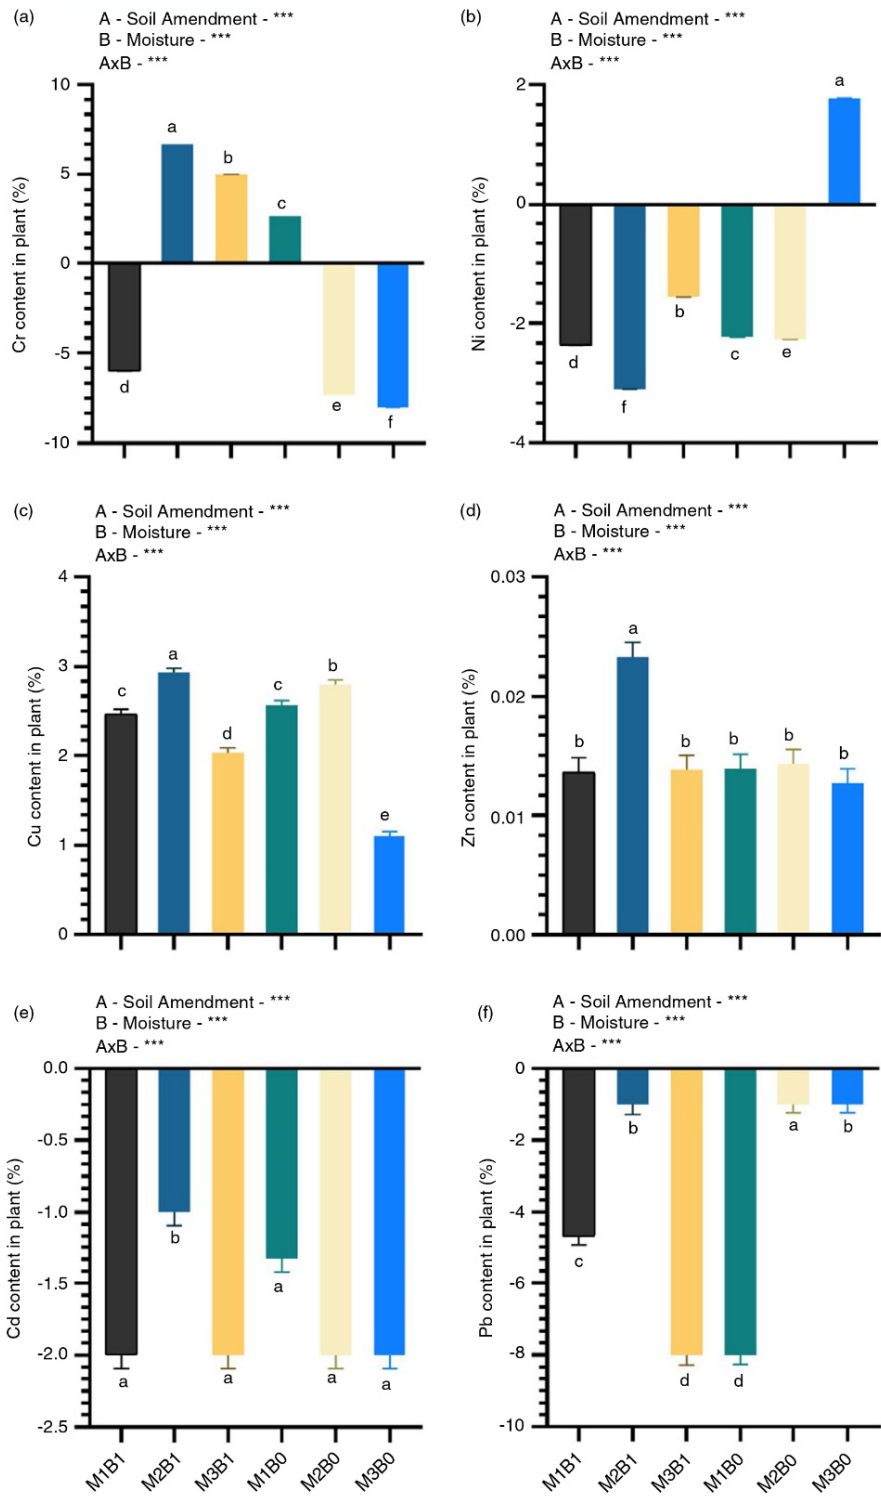 (a)
A - Soil Amendment - ***
B - Moisture - ***
AxB - ***
Cr content in plant (%)
10
5
0
-5
-10
d
a
b
c
e
f
(b)
A - Soil Amendment - ***
B - Moisture - ***
AxB - ***
Ni content in plant (%)
2
0
-2
-4
d
f
b
c
e
a
(c)
A - Soil Amendment - ***
B - Moisture - ***
AxB - ***
Cu content in plant (%)
4
3
2
1
0
c
a
d
c
b
e
(d)
A - Soil Amendment - ***
B - Moisture - ***
AxB - ***
Zn content in plant (%)
0.03
0.02
0.01
0.00
b
a
b
b
b
b
(e)
A - Soil Amendment - ***
B - Moisture - ***
AxB - ***
Cd content in plant (%)
0.0
-0.5
-1.0
-1.5
-2.0
-2.5
a
b
a
a
a
a
M1B1
M2B1
M3B1
M1B0
M2B0
M3B0
(f)
A - Soil Amendment - ***
B - Moisture - ***
AxB - ***
Pb content in plant (%)
0
-2
-4
-6
-8
-10
c
b
d
d
a
b
M1B1
M2B1
M3B1
M1B0
M2B0
M3B0